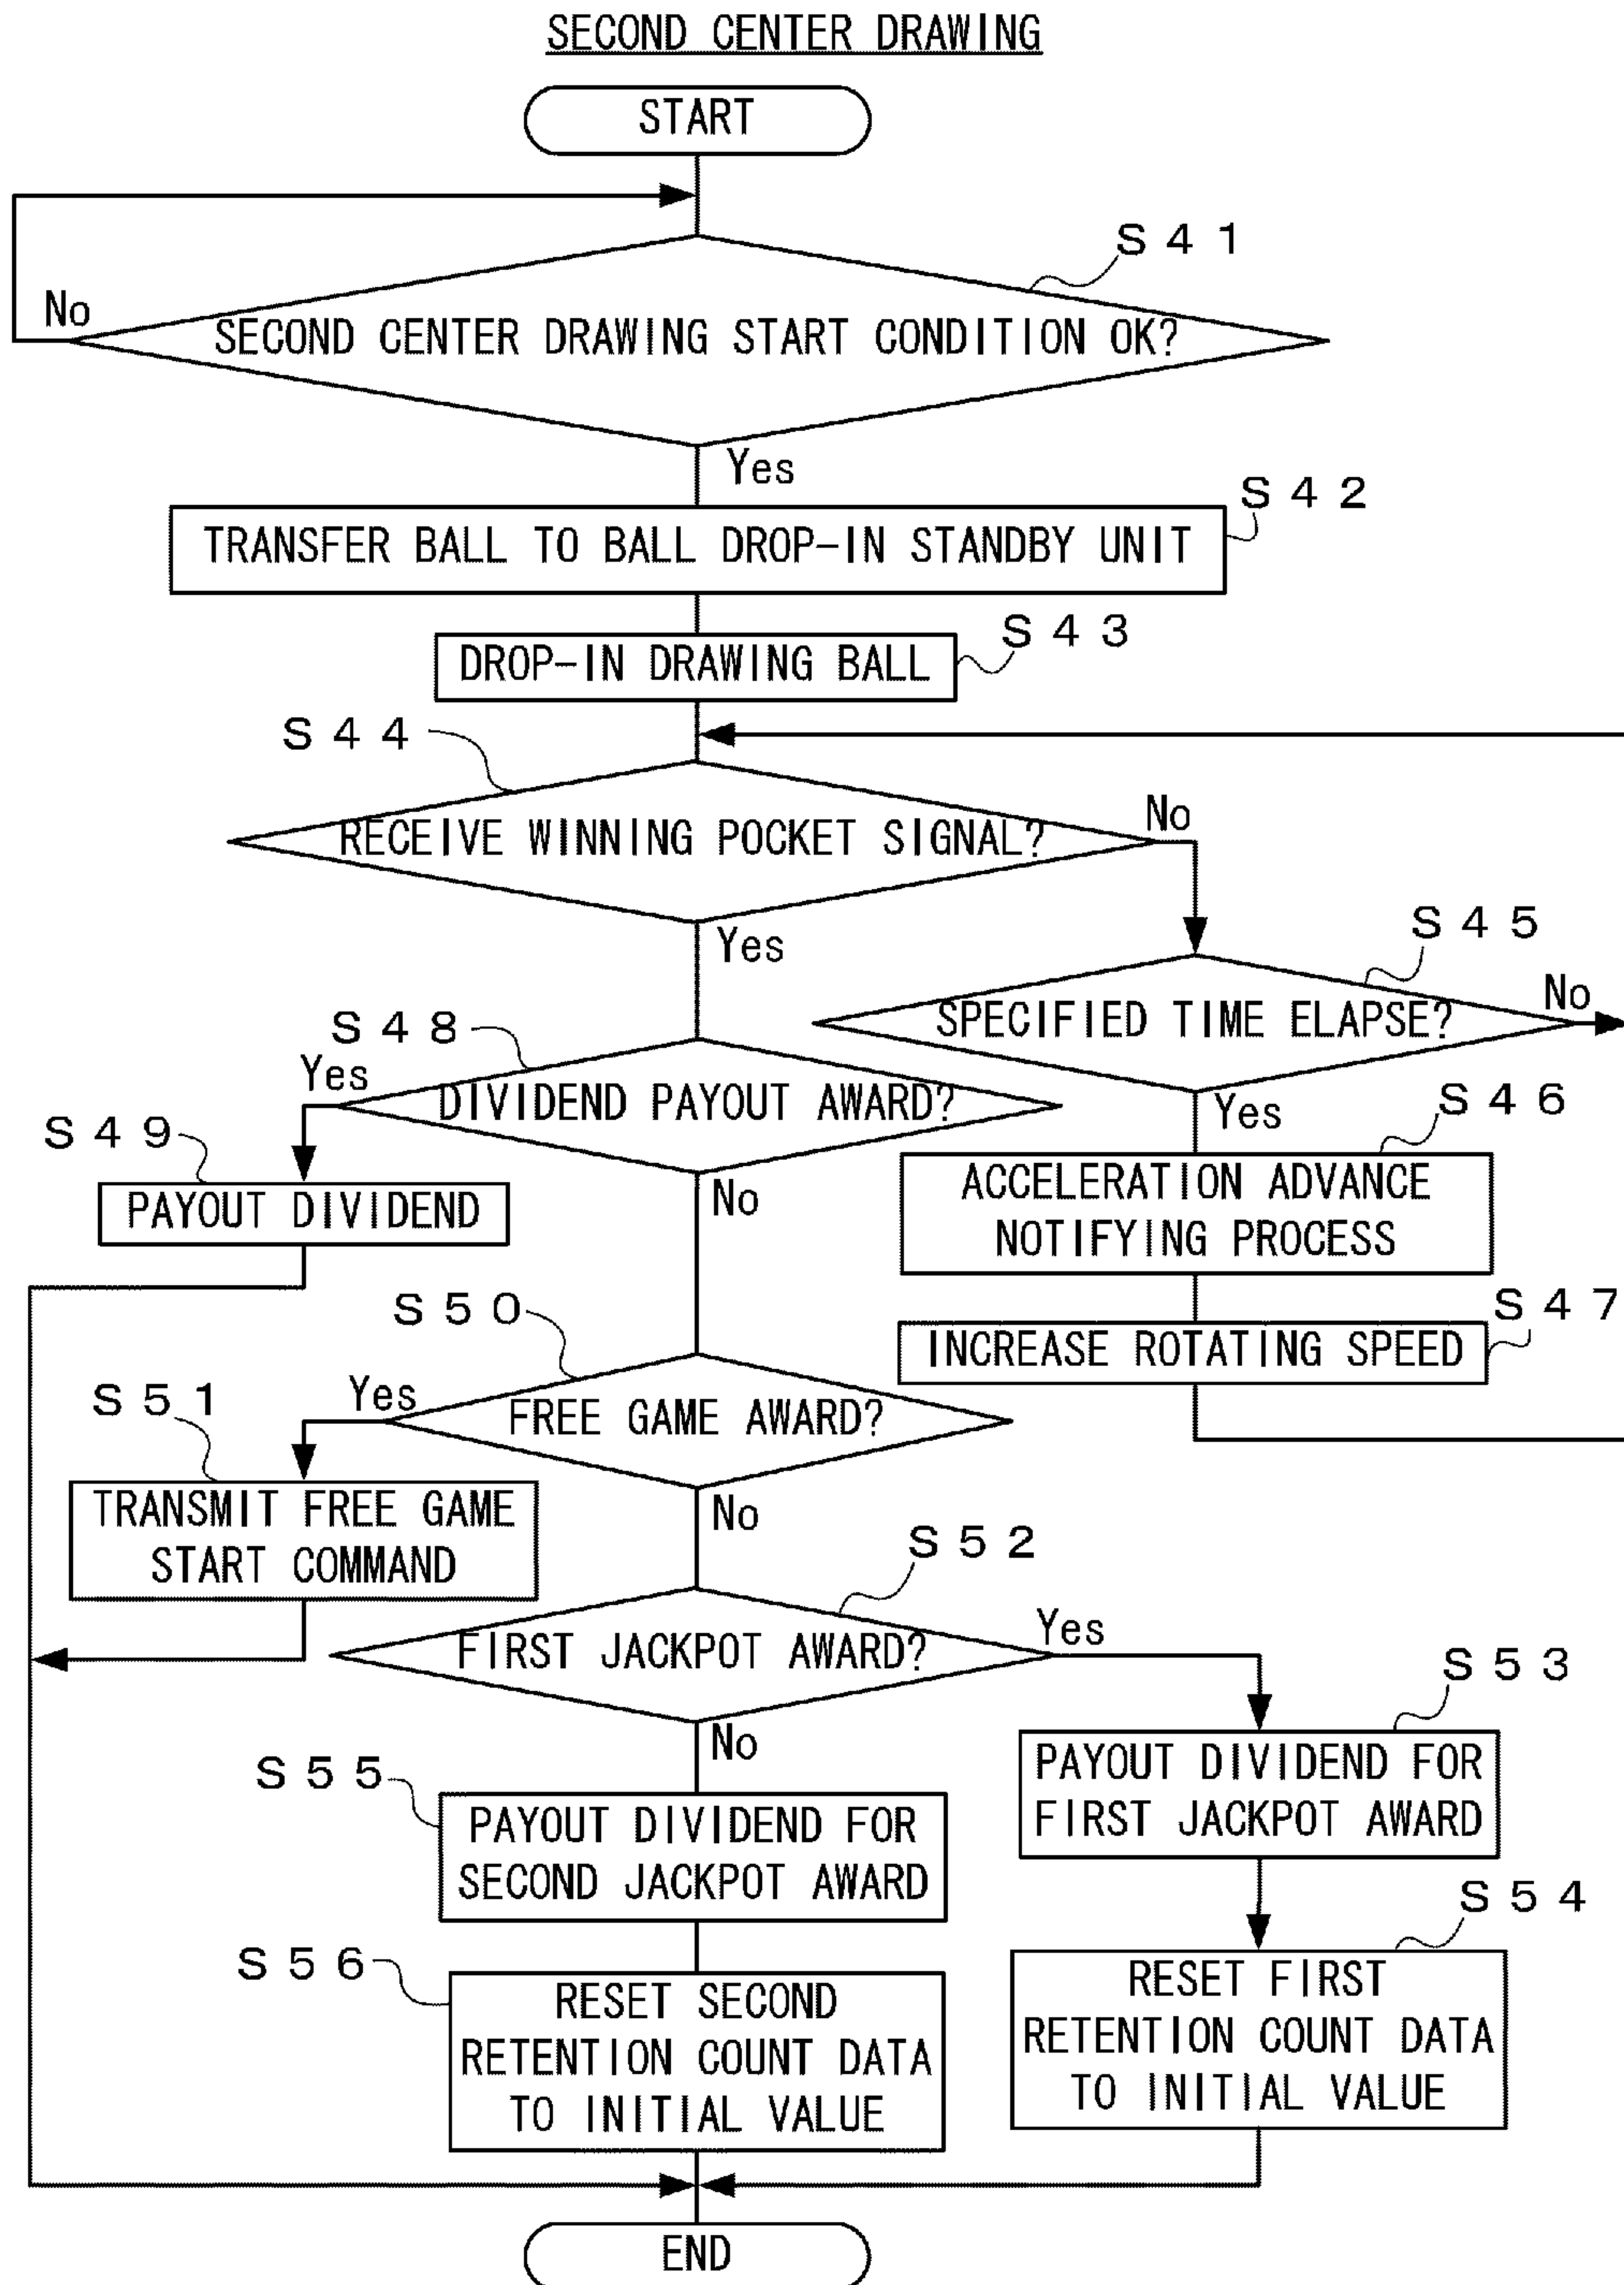 SECOND CENTER DRAWING
START
S41
No
SECOND CENTER DRAWING START CONDITION OK?
Yes
S42
TRANSFER BALL TO BALL DROP-IN STANDBY UNIT
S43
DROP-IN DRAWING BALL
S44
No
RECEIVE WINNING POCKET SIGNAL?
Yes
S45
No
SPECIFIED TIME ELAPSE?
S48
Yes
DIVIDEND PAYOUT AWARD?
Yes
S46
S49
ACCELERATION ADVANCE
NOTIFYING PROCESS
No
PAYOUT DIVIDEND
S47
S50
INCREASE ROTATING SPEED
Yes
S51
FREE GAME AWARD?
TRANSMIT FREE GAME
START COMMAND
No
S52
Yes
FIRST JACKPOT AWARD?
S53
No
PAYOUT DIVIDEND FOR
FIRST JACKPOT AWARD
S55
PAYOUT DIVIDEND FOR
SECOND JACKPOT AWARD
S54
S56
RESET FIRST
RETENTION COUNT DATA
TO INITIAL VALUE
RESET SECOND
RETENTION COUNT DATA
TO INITIAL VALUE
END